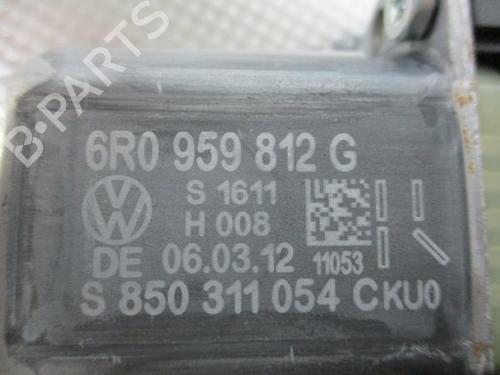 6R0 959 812 G
S 1611
H 008
DE 06.03.12 11053
S 850 311 054 CKU0
B-PARTS